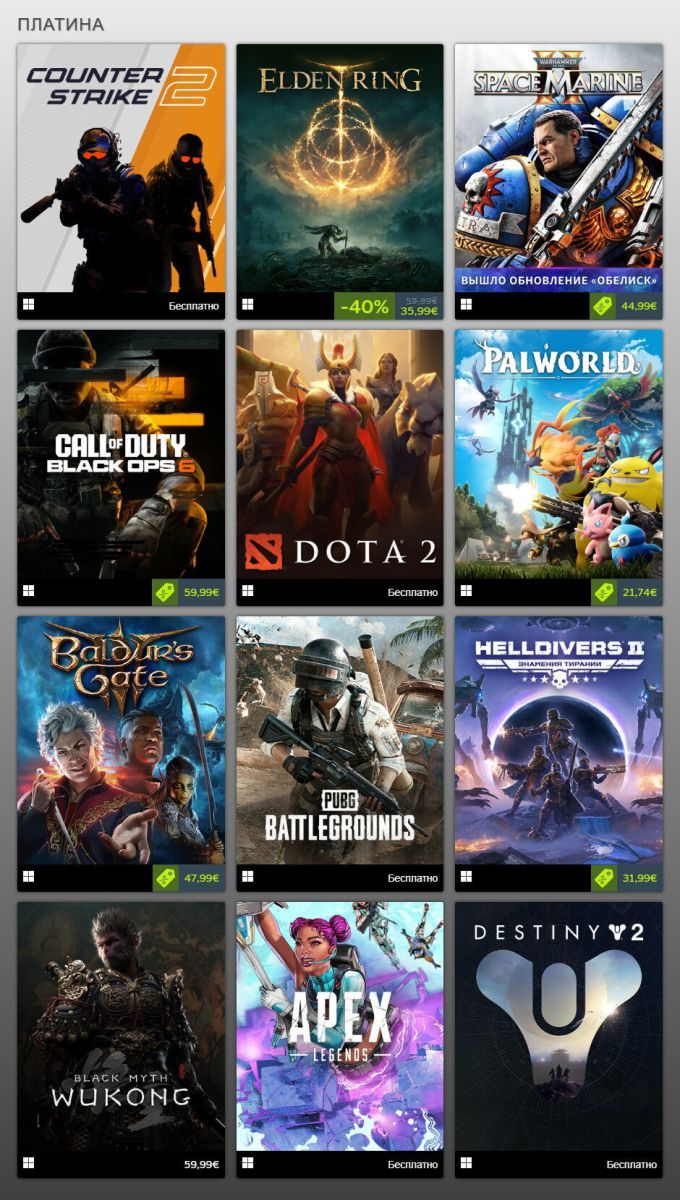 ПЛАТИНА
COUNTER
STRIKE 2
Бесплатно
ELDEN RING
-40%
59,99€
35,99€
WARHAMMER
40,000
SPACE MARINE
II
TRA
ВЫШЛО ОБНОВЛЕНИЕ «ОБЕЛИСК»
44,99€
CALL OF DUTY
BLACK OPS 6
59,99€
DOTA 2
Бесплатно
PALWORLD
21,74€
Baldur's
Gate
III
47,99€
PUBG
BATTLEGROUNDS
Бесплатно
HELLDIVERS II
ЗНАМЕНИЯ ТИРАНИИ
31,99€
BLACK MYTH
WUKONG
59,99€
APEX
LEGENDS
Бесплатно
DESTINY 2
Бесплатно